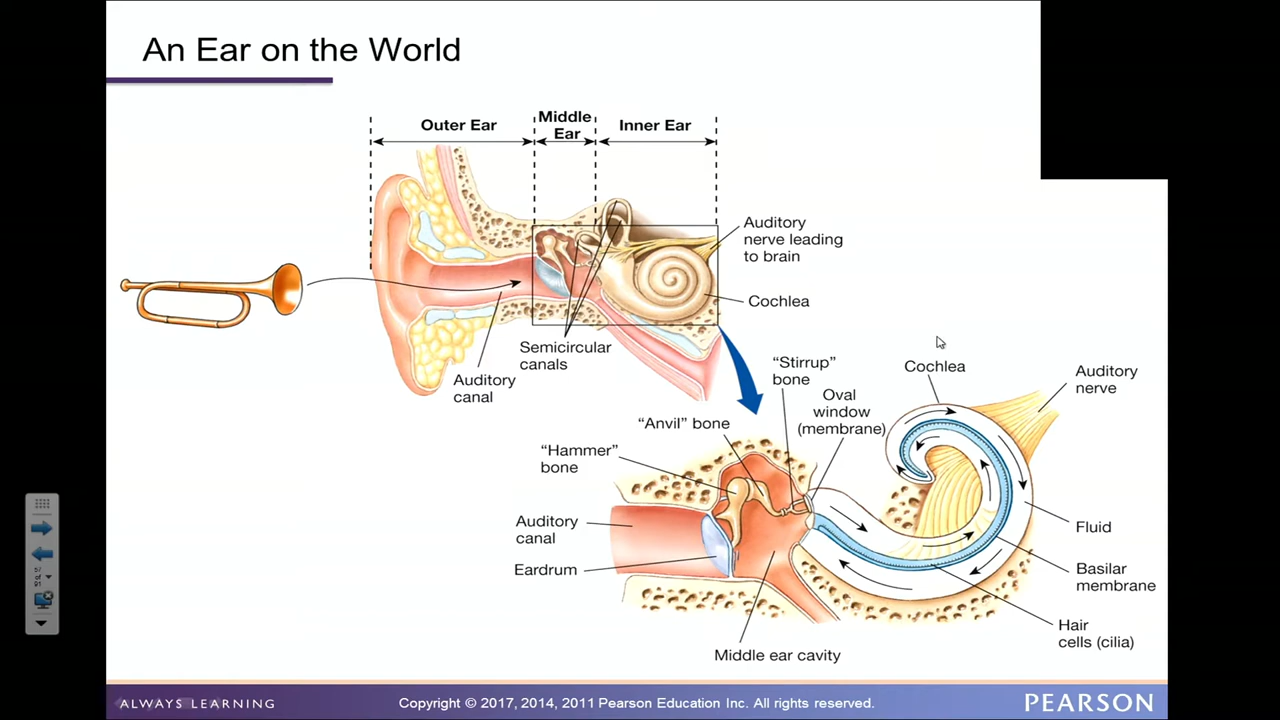 An Ear on the World
Outer Ear
Middle
Ear
Inner Ear
Auditory
nerve leading
to brain
Cochlea
Semicircular
canals
Auditory
canal
"Stirrup"
bone
Oval
window
(membrane)
Cochlea
Auditory
nerve
"Anvil" bone
"Hammer"
bone
Auditory
canal
Eardrum
Fluid
Basilar
membrane
Hair
cells (cilia)
Middle ear cavity
ALWAYS LEARNING
Copyright © 2017, 2014, 2011 Pearson Education Inc. All rights reserved.
PEARSON